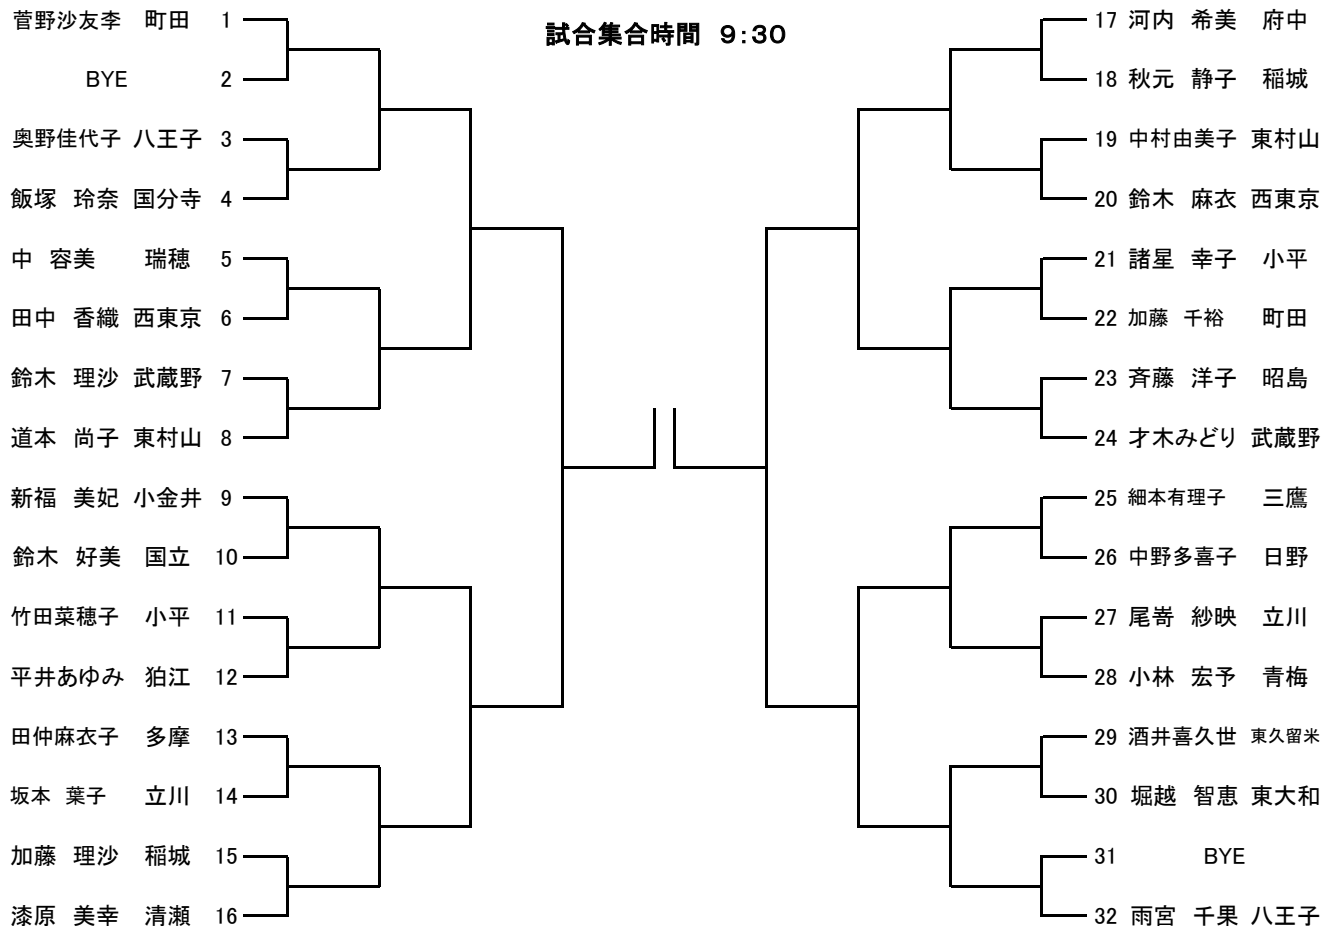 試合集合時間 9:30
菅野沙友李 町田 1
BYE 2
奥野佳代子 八王子 3
飯塚 玲奈 国分寺 4
中 容美 瑞穂 5
田中 香織 西東京 6
鈴木 理沙 武蔵野 7
道本 尚子 東村山 8
新福 美妃 小金井 9
鈴木 好美 国立 10
竹田菜穂子 小平 11
平井あゆみ 狛江 12
田仲麻衣子 多摩 13
坂本 葉子 立川 14
加藤 理沙 稲城 15
漆原 美幸 清瀬 16
17 河内 希美 府中
18 秋元 静子 稲城
19 中村由美子 東村山
20 鈴木 麻衣 西東京
21 諸星 幸子 小平
22 加藤 千裕 町田
23 斉藤 洋子 昭島
24 才木みどり 武蔵野
25 細本有理子 三鷹
26 中野多喜子 日野
27 尾嵜 紗映 立川
28 小林 宏予 青梅
29 酒井喜久世 東久留米
30 堀越 智恵 東大和
31 BYE
32 雨宮 千果 八王子